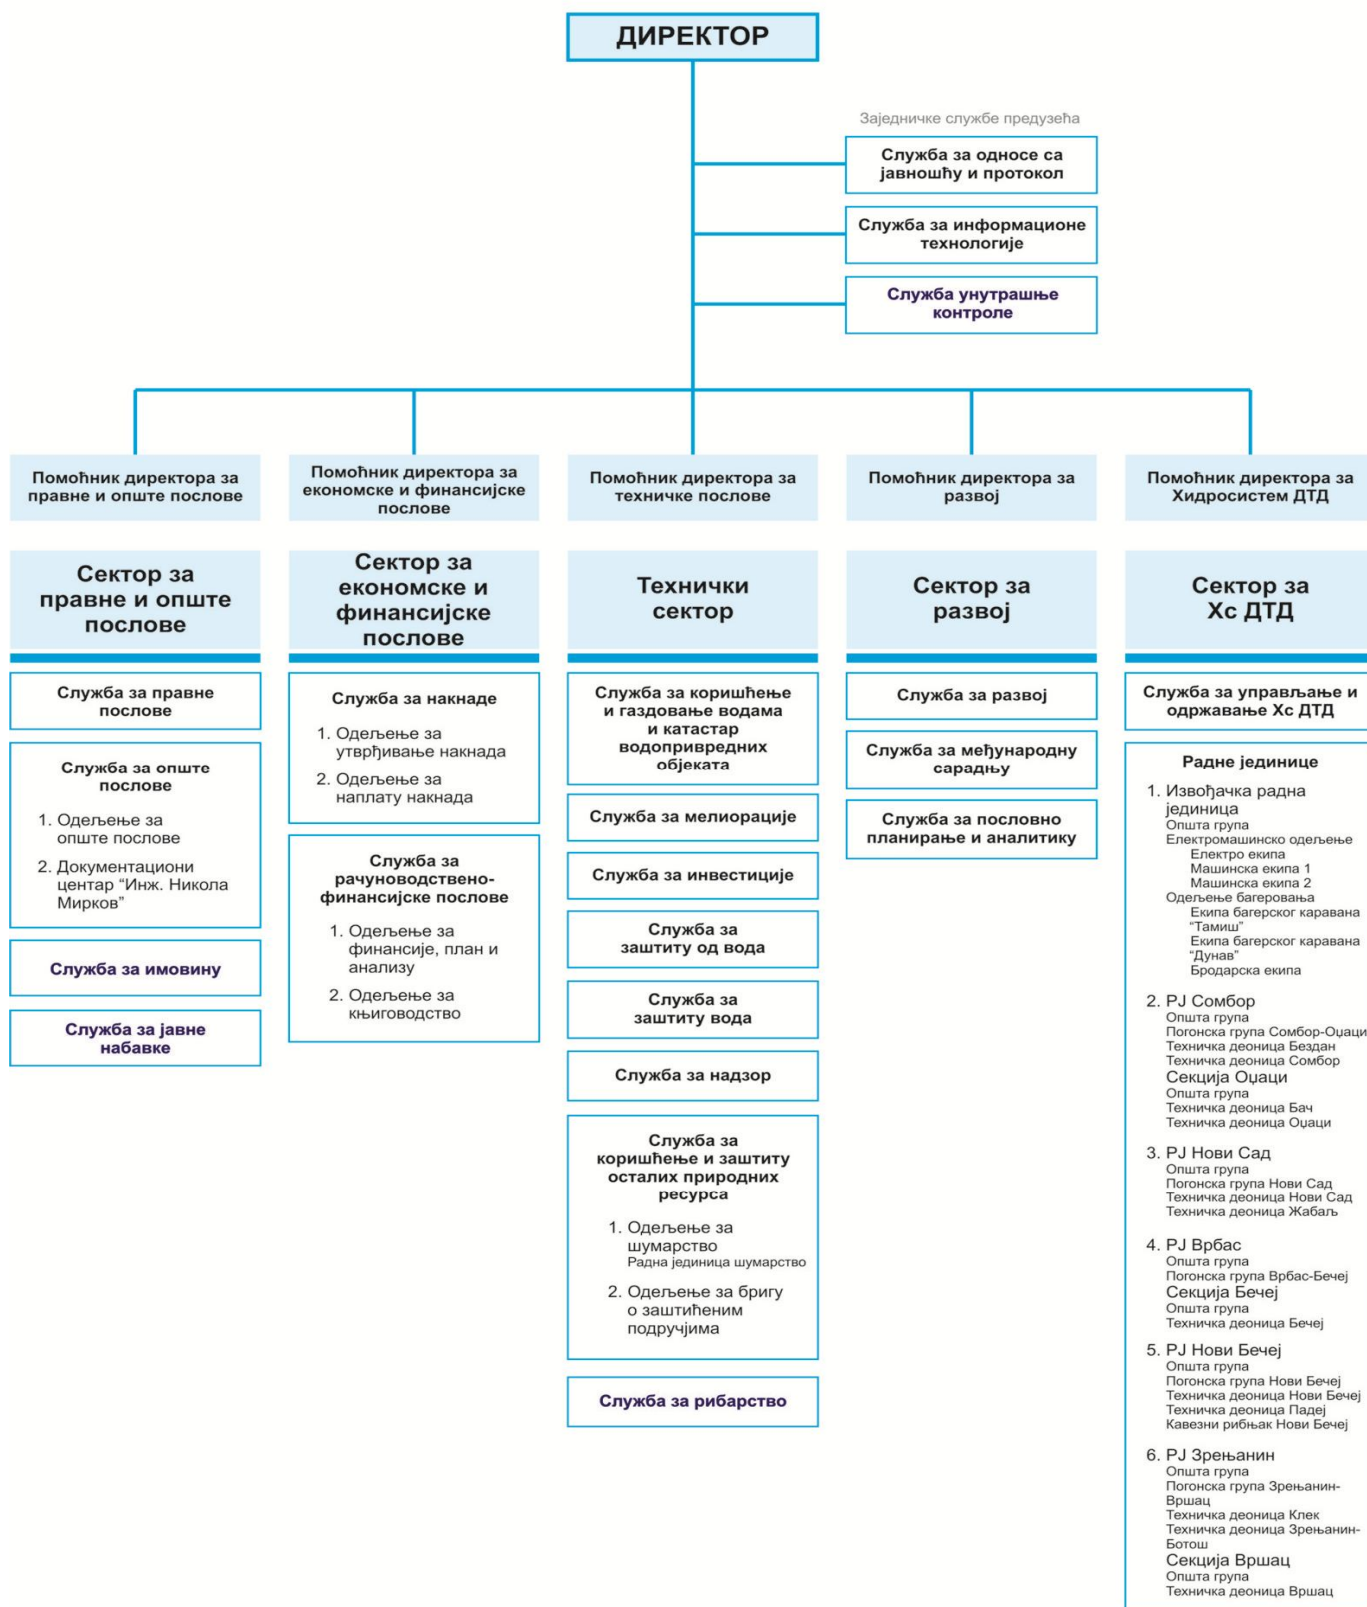 ДИРЕКТОР
Заједничке службе предузећа
Служба за односе са
јавношћу и протокол
Служба за информационе
технологије
Служба унутрашње
контроле
Помоћник директора за
правне и опште послове
Помоћник директора за
економске и финансијске
послове
Помоћник директора за
техничке послове
Помоћник директора за
развој
Помоћник директора за
Хидросистем ДТД
Сектор за
правне и опште
послове
Служба за правне
послове
Служба за опште
послове
1. Одељење за
опште послове
2. Документациони
центар “Инж. Никола
Мирков”
Служба за имовину
Служба за јавне
набавке
Сектор за
економске и
финансијске
послове
Служба за накнаде
1. Одељење за
утврђивање накнада
2. Одељење за
наплату накнада
Служба за
рачуноводствено-
финансијске послове
1. Одељење за
финансије, план и
анализу
2. Одељење за
књиговодство
Технички
сектор
Служба за коришћење
и газдовање водама
и катастар
водопривредних
објеката
Служба за мелиорације
Служба за инвестиције
Служба за
заштиту од вода
Служба за
заштиту вода
Служба за надзор
Служба за
коришћење и заштиту
осталих природних
ресурса
1. Одељење за
шумарство
Радна јединица шумарство
2. Одељење за бригу
о заштићеним
подручјима
Служба за рибарство
Сектор за
развој
Служба за развој
Служба за међународну
сарадњу
Служба за пословно
планирање и аналитику
Сектор за
Хс ДТД
Служба за управљање и
одржавање Хс ДТД
Радне јединице
1. Извођачка радна
јединица
Општа група
Електромашинско одељење
Електро екипа
Машинска екипа 1
Машинска екипа 2
Одељење багеровања
Екипа багерског каравана
“Тамиш”
Екипа багерског каравана
“Дунав”
Бродарска екипа
2. РЈ Сомбор
Општа група
Погонска група Сомбор-Оџаци
Техничка деоница Бездан
Техничка деоница Сомбор
Секција Оџаци
Општа група
Техничка деоница Бач
Техничка деоница Оџаци
3. РЈ Нови Сад
Општа група
Погонска група Нови Сад
Техничка деоница Нови Сад
Техничка деоница Жабаљ
4. РЈ Врбас
Општа група
Погонска група Врбас-Бечеј
Секција Бечеј
Општа група
Техничка деоница Бечеј
5. РЈ Нови Бечеј
Општа група
Погонска група Нови Бечеј
Техничка деоница Нови Бечеј
Техничка деоница Падеј
Кавезни рибњак Нови Бечеј
6. РЈ Зрењанин
Општа група
Погонска група Зрењанин-
Вршац
Техничка деоница Клек
Техничка деоница Зрењанин-
Ботош
Секција Вршац
Општа група
Техничка деоница Вршац